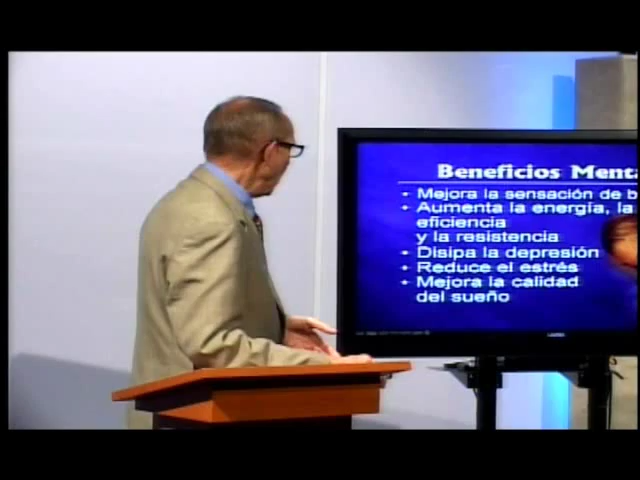 Beneficios Menta
• Mejora la sensación de b
• Aumenta la energía, la
eficiencia
y la resistencia
• Disipa la depresión
• Reduce el estrés
• Mejora la calidad
del sueño